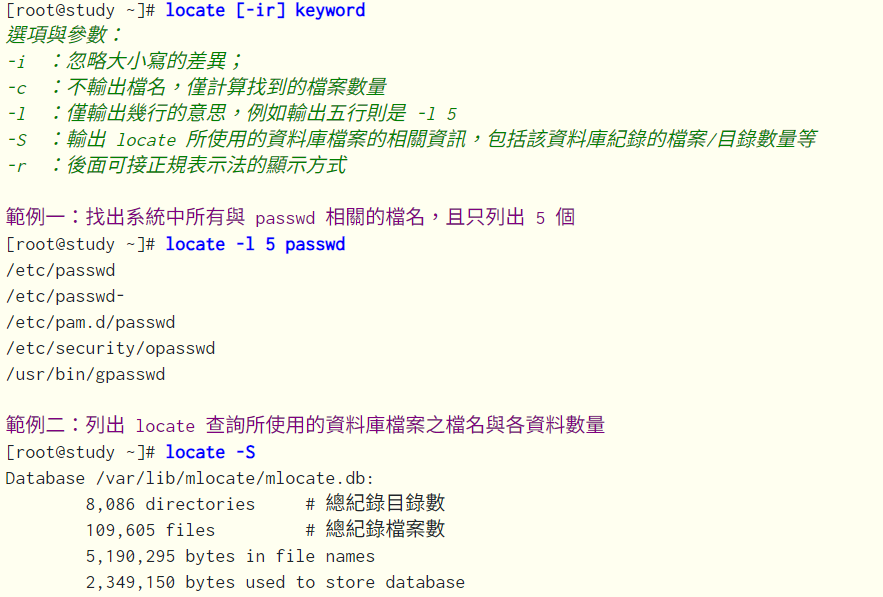 [root@study ~]# locate [-ir] keyword
選項與參數：
-i  ：忽略大小寫的差異；
-c  ：不輸出檔名，僅計算找到的檔案數量
-l  ：僅輸出幾行的意思，例如輸出五行則是 -l 5
-S  ：輸出 locate 所使用的資料庫檔案的相關資訊，包括該資料庫紀錄的檔案/目錄數量等
-r  ：後面可接正規表示法的顯示方式

範例一：找出系統中所有與 passwd 相關的檔名，且只列出 5 個
[root@study ~]# locate -l 5 passwd
/etc/passwd
/etc/passwd-
/etc/pam.d/passwd
/etc/security/opasswd
/usr/bin/gpasswd

範例二：列出 locate 查詢所使用的資料庫檔案之檔名與各資料數量
[root@study ~]# locate -S
Database /var/lib/mlocate/mlocate.db:
        8,086 directories     # 總紀錄目錄數
        109,605 files         # 總紀錄檔案數
        5,190,295 bytes in file names
        2,349,150 bytes used to store database